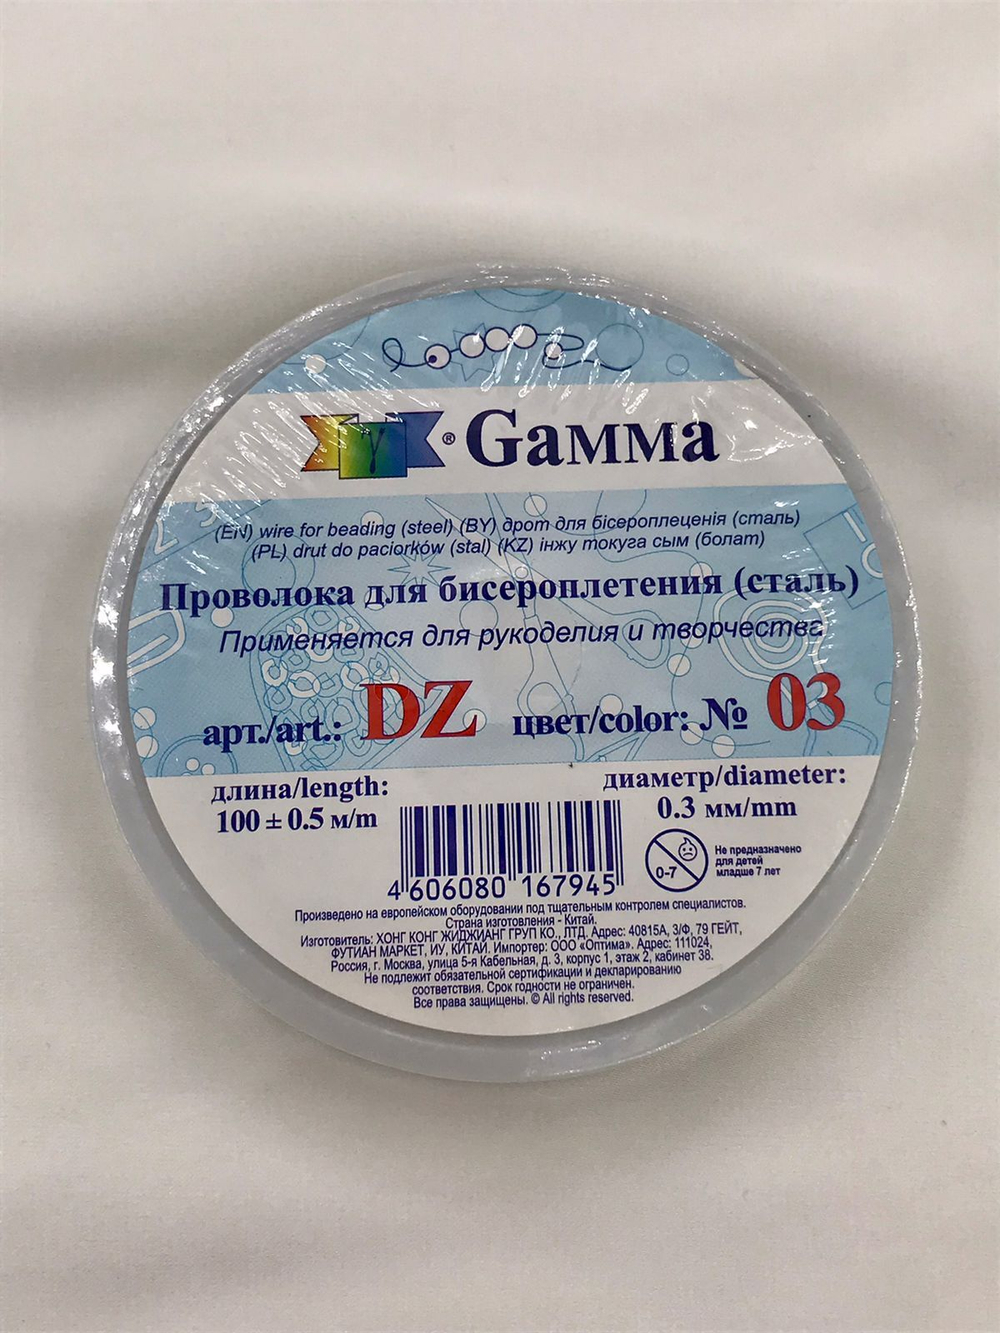 γ ® Gамма
(EN) wire for beading (steel) (BY) дрот для бiсероплецення (сталь)
(PL) drut do paciorków (stal) (KZ) iнжу токуга сым (болат)
Проволока для бисероплетения (сталь)
Применяется для рукоделия и творчества
арт./art.: DZ цвет/color: № 03
длина/length:
100 ± 0.5 м/m
диаметр/diameter:
0.3 мм/mm
4 606080 167945
0-7
Не предназначено
для детей
младше 7 лет
Произведено на европейском оборудовании под тщательным контролем специалистов.
Страна изготовления - Китай.
Изготовитель: ХОНГ КОНГ ЖИДЖИАНГ ГРУП КО., ЛТД. Адрес: 40815А, 3/Ф, 79 ГЕЙТ,
ФУТИАН МАРКЕТ, ИУ, КИТАЙ. Импортер: ООО «Оптима». Адрес: 111024,
Россия, г. Москва, улица 5-я Кабельная, д. 3, корпус 1, этаж 2, кабинет 38.
Не подлежит обязательной сертификации и декларированию
соответствия. Срок годности не ограничен.
Все права защищены. © All rights reserved.